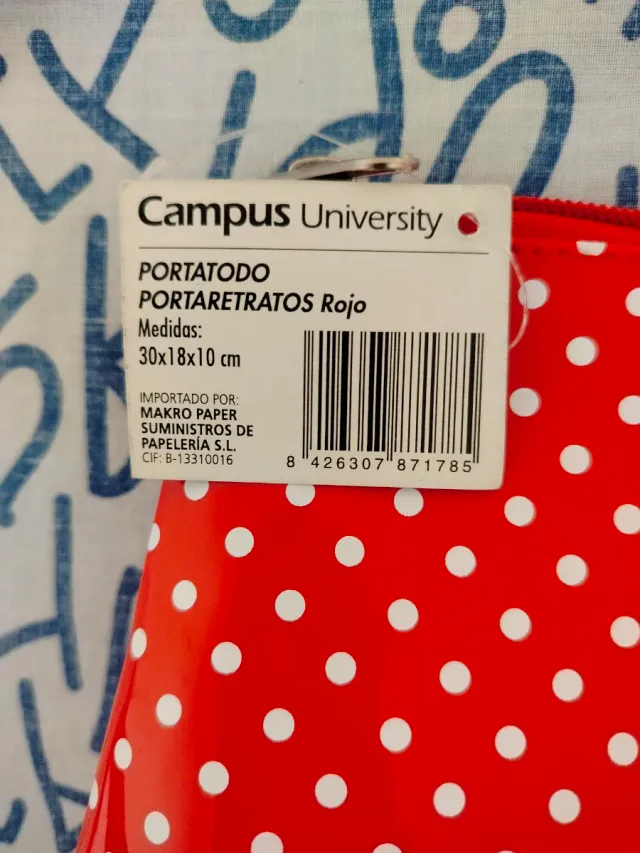 Campus University
PORTATODO
PORTARETRATOS Rojo
Medidas:
30x18x10 cm
IMPORTADO POR:
MAKRO PAPER
SUMINISTROS DE
PAPELERÍA S.L.
CIF: B-13310016
8 426307 871785